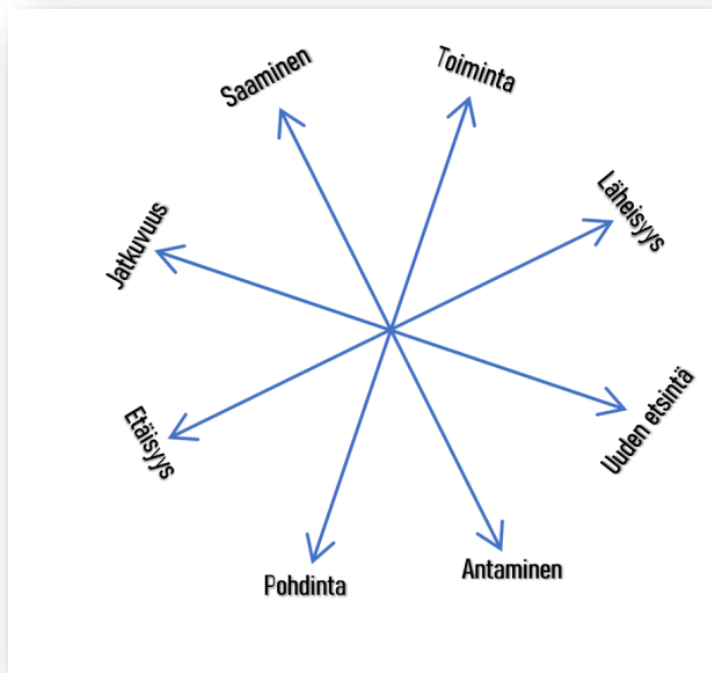 Saaminen
Toiminta
Läheisyys
Jatkuvuus
Uuden etsintä
Etäisyys
Antaminen
Pohdinta